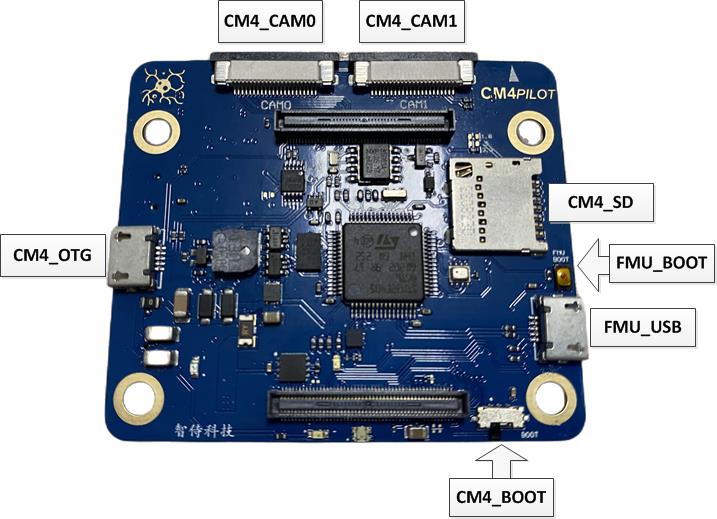 CM4_CAM0
CM4_CAM1
CAM0
CAM1
CM4PILOT
CM4_SD
CM4_OTG
FMU
BOOT
FMU_BOOT
FMU_USB
智侍科技
BOOT
CM4_BOOT